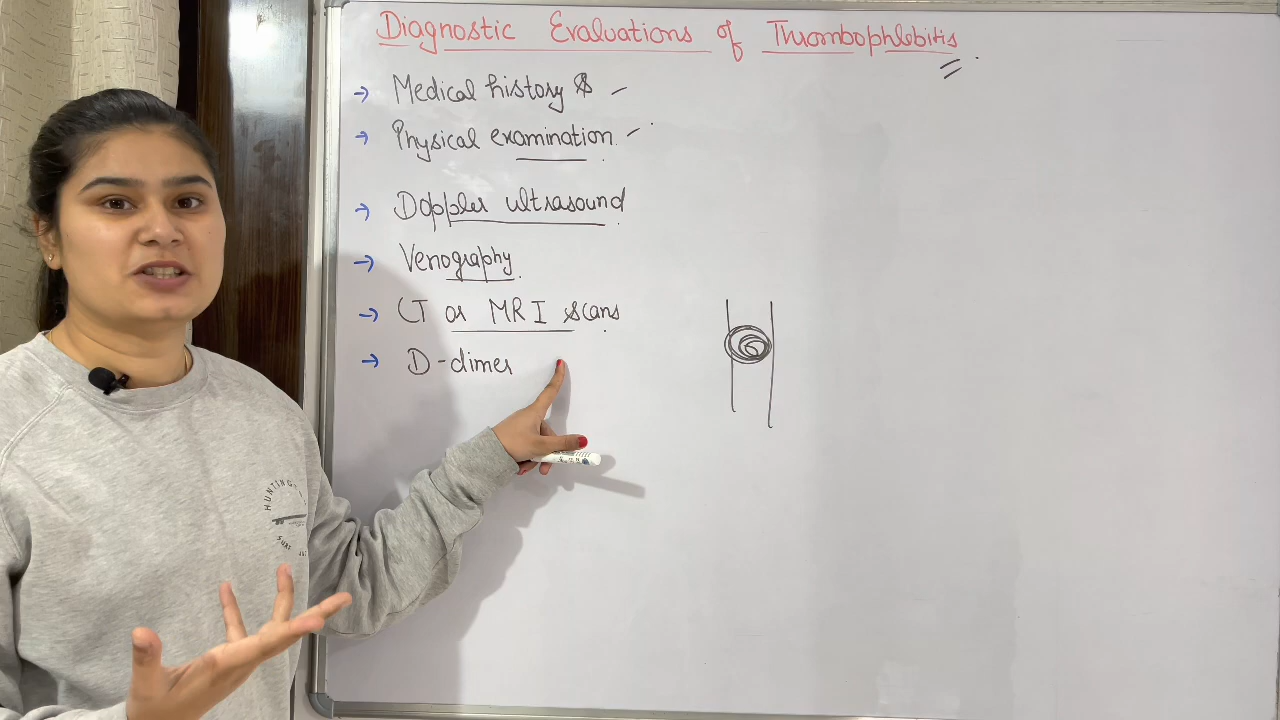 Diagnostic Evaluations of Thrombophlebitis
→ Medical history &
→ Physical examination
→ Doppler ultrasound
→ Venography
→ CT or MRI scans
→ D-dimer